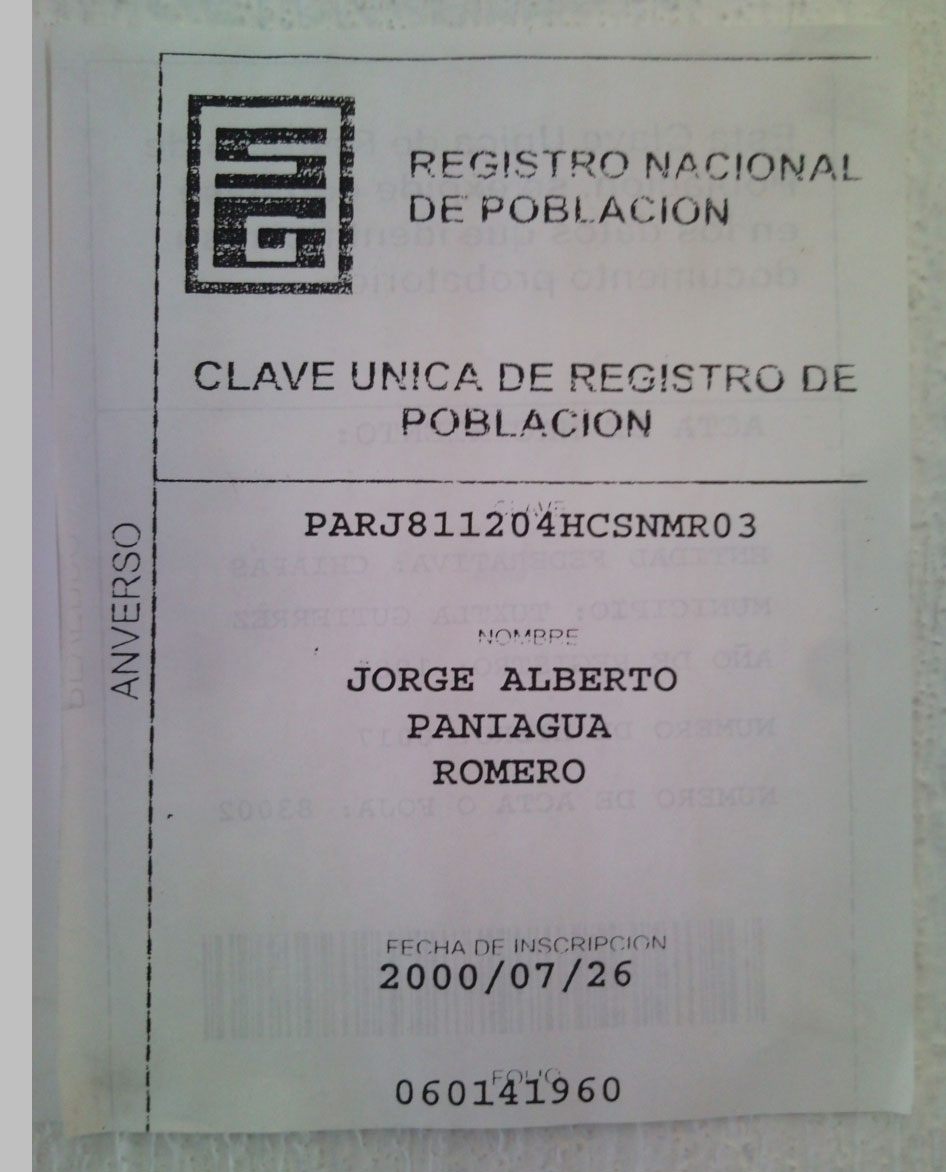 SG
REGISTRO NACIONAL
DE POBLACION
CLAVE UNICA DE REGISTRO DE
POBLACION
CLAVE
PARJ811204HCSNMR03
ANVERSO
NOMBRE
JORGE ALBERTO
PANIAGUA
ROMERO
FECHA DE INSCRIPCION
2000/07/26
FOLIO
060141960